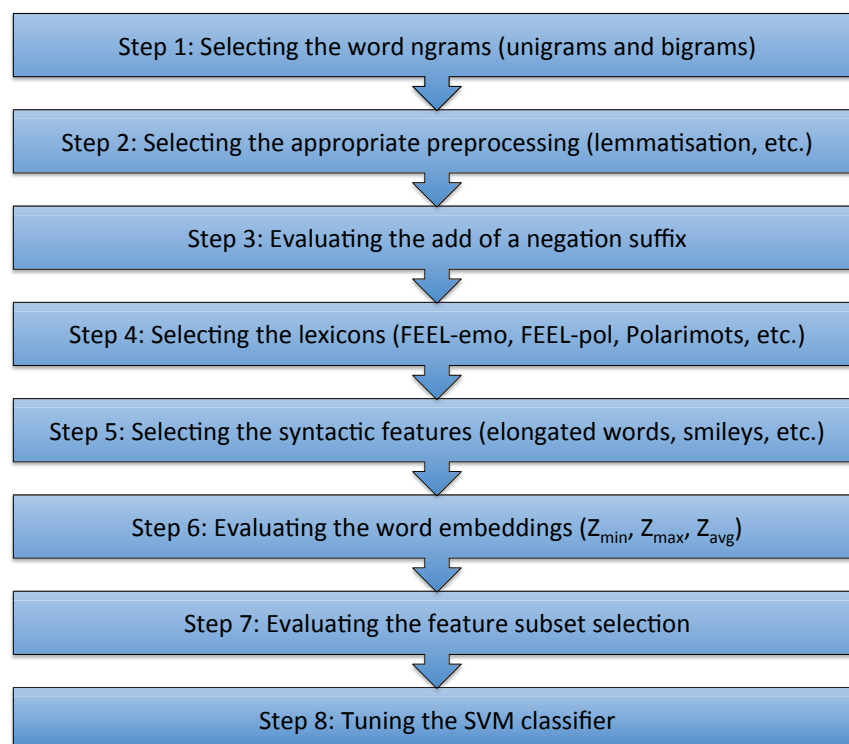 Step 1: Selecting the word ngrams (unigrams and bigrams)
Step 2: Selecting the appropriate preprocessing (lemmatisation, etc.)
Step 3: Evaluating the add of a negation suffix
Step 4: Selecting the lexicons (FEEL-emo, FEEL-pol, Polarimots, etc.)
Step 5: Selecting the syntactic features (elongated words, smileys, etc.)
Step 6: Evaluating the word embeddings (Zmin, Zmax, Zavg)
Step 7: Evaluating the feature subset selection
Step 8: Tuning the SVM classifier